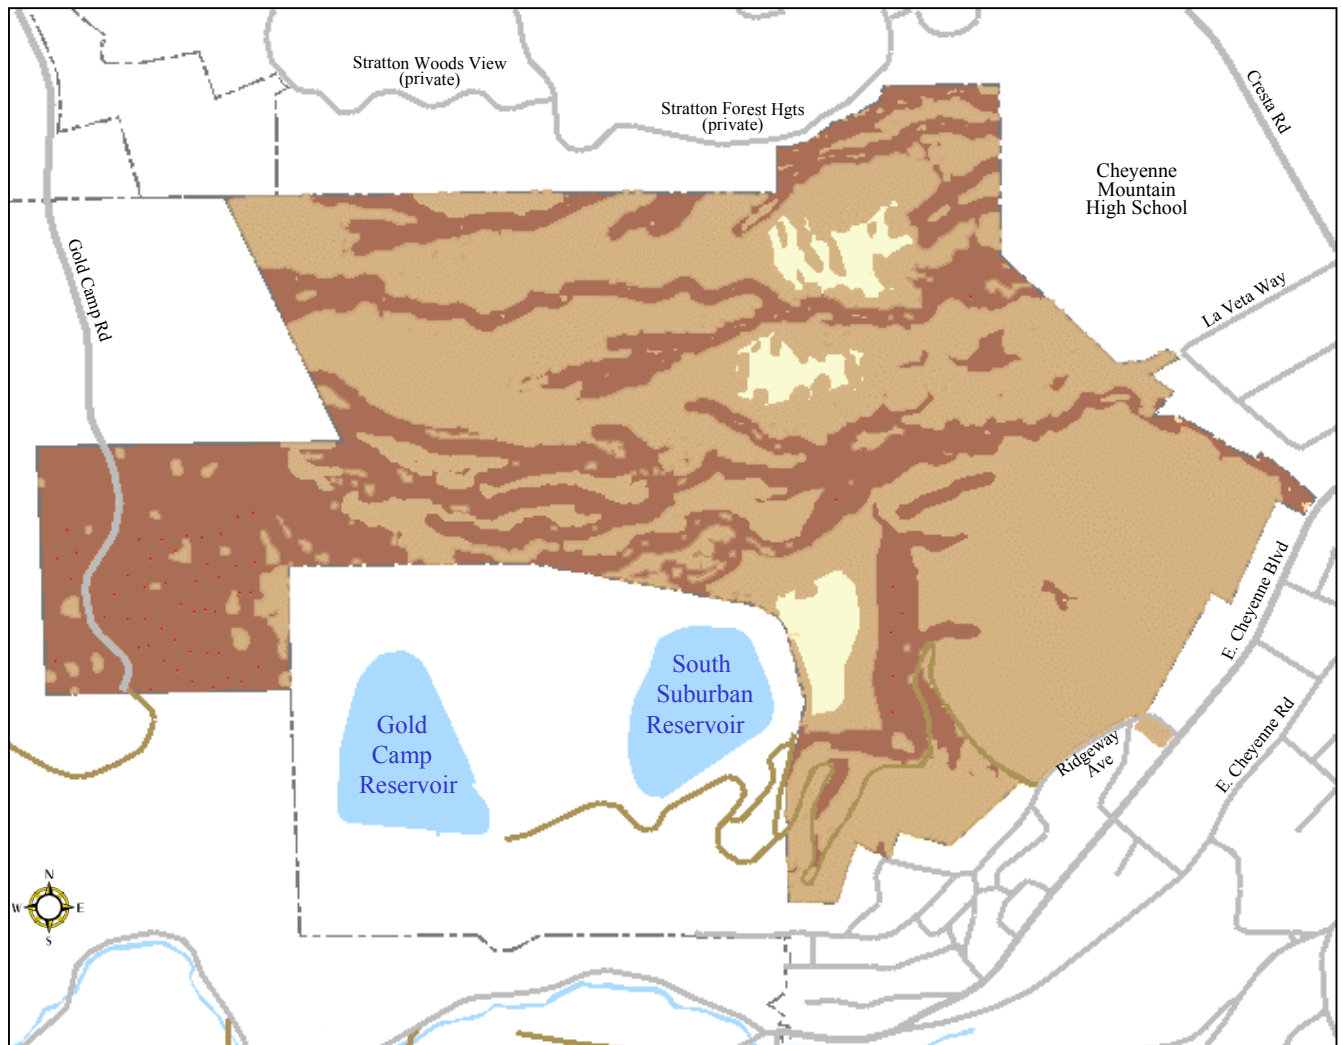 Stratton Woods View
(private)
Stratton Forest Hgts
(private)
Cresta Rd
Cheyenne
Mountain
High School
Gold Camp Rd
La Veta Way
E. Cheyenne Blvd
South
Suburban
Reservoir
Gold
Camp
Reservoir
Ridgeway
Ave
E. Cheyenne Rd
N
W E
S